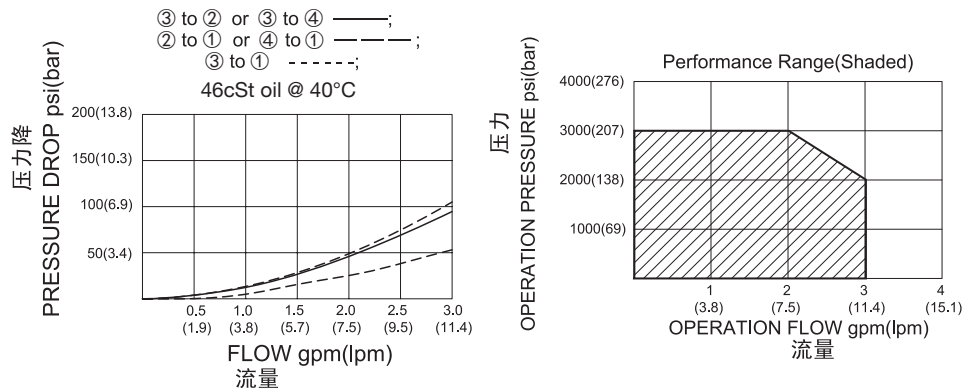 ③ to ② or ③ to ④ ———;
② to ① or ④ to ① — — —;
③ to ① - - - - - -;
46cSt oil @ 40°C
压力降
PRESSURE DROP psi(bar)
200(13.8)
150(10.3)
100(6.9)
50(3.4)
0.5 1.0 1.5 2.0 2.5 3.0
(1.9) (3.8) (5.7) (7.5) (9.5) (11.4)
FLOW gpm(lpm)
流量
Performance Range(Shaded)
压力
OPERATION PRESSURE psi(bar)
4000(276)
3000(207)
2000(138)
1000(69)
1 2 3 4
(3.8) (7.5) (11.4) (15.1)
OPERATION FLOW gpm(lpm)
流量